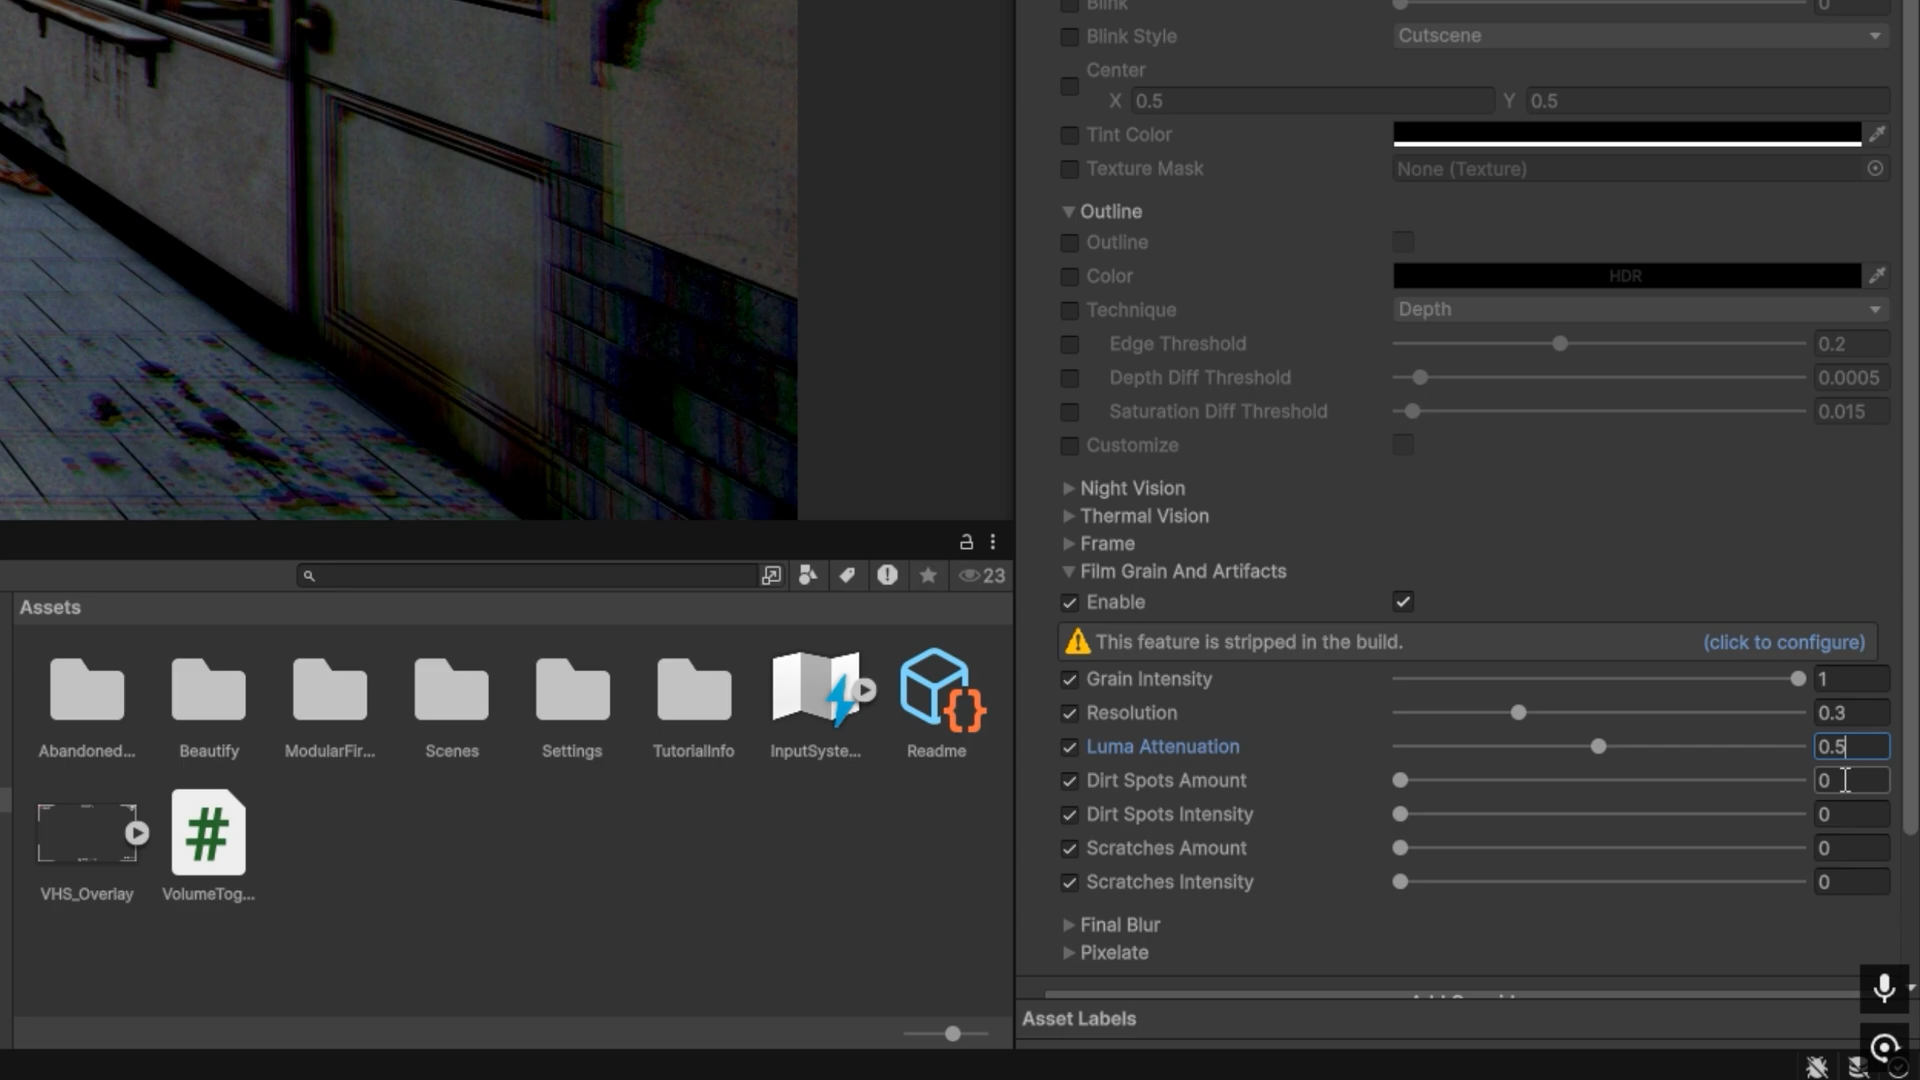 Blink 0
Blink Style Cutscene
Center
X 0.5 Y 0.5
Tint Color
Texture Mask None (Texture)
Outline
Outline
Color HDR
Technique Depth
Edge Threshold 0.2
Depth Diff Threshold 0.0005
Saturation Diff Threshold 0.015
Customize
Night Vision
Thermal Vision
Frame
Film Grain And Artifacts
Enable
This feature is stripped in the build. (click to configure)
Grain Intensity 1
Resolution 0.3
Luma Attenuation 0.5
Dirt Spots Amount 0
Dirt Spots Intensity 0
Scratches Amount 0
Scratches Intensity 0
Final Blur
Pixelate
Asset Labels
23
Assets
Abandoned... Beautify ModularFir... Scenes Settings TutorialInfo InputSyste... Readme
VHS_Overlay VolumeTog...